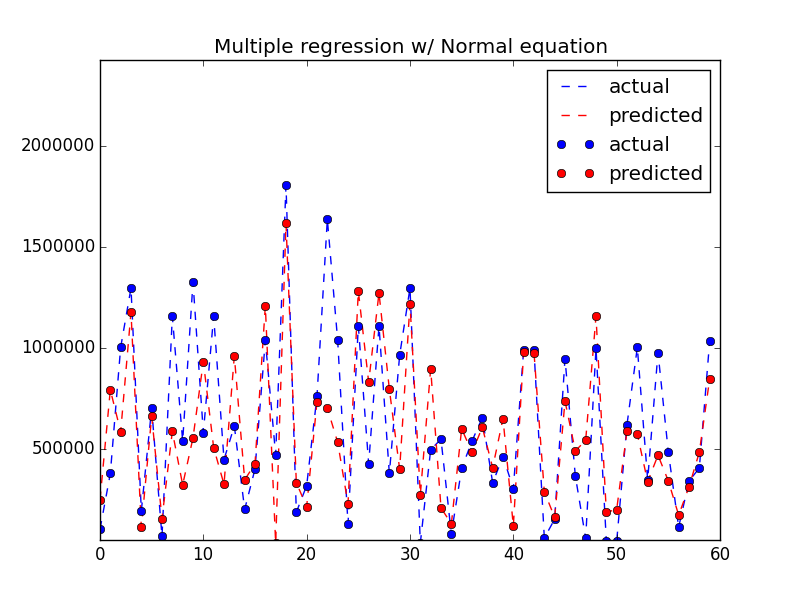 Multiple regression w/ Normal equation
actual
predicted
actual
predicted
2000000
1500000
1000000
500000
0 10 20 30 40 50 60